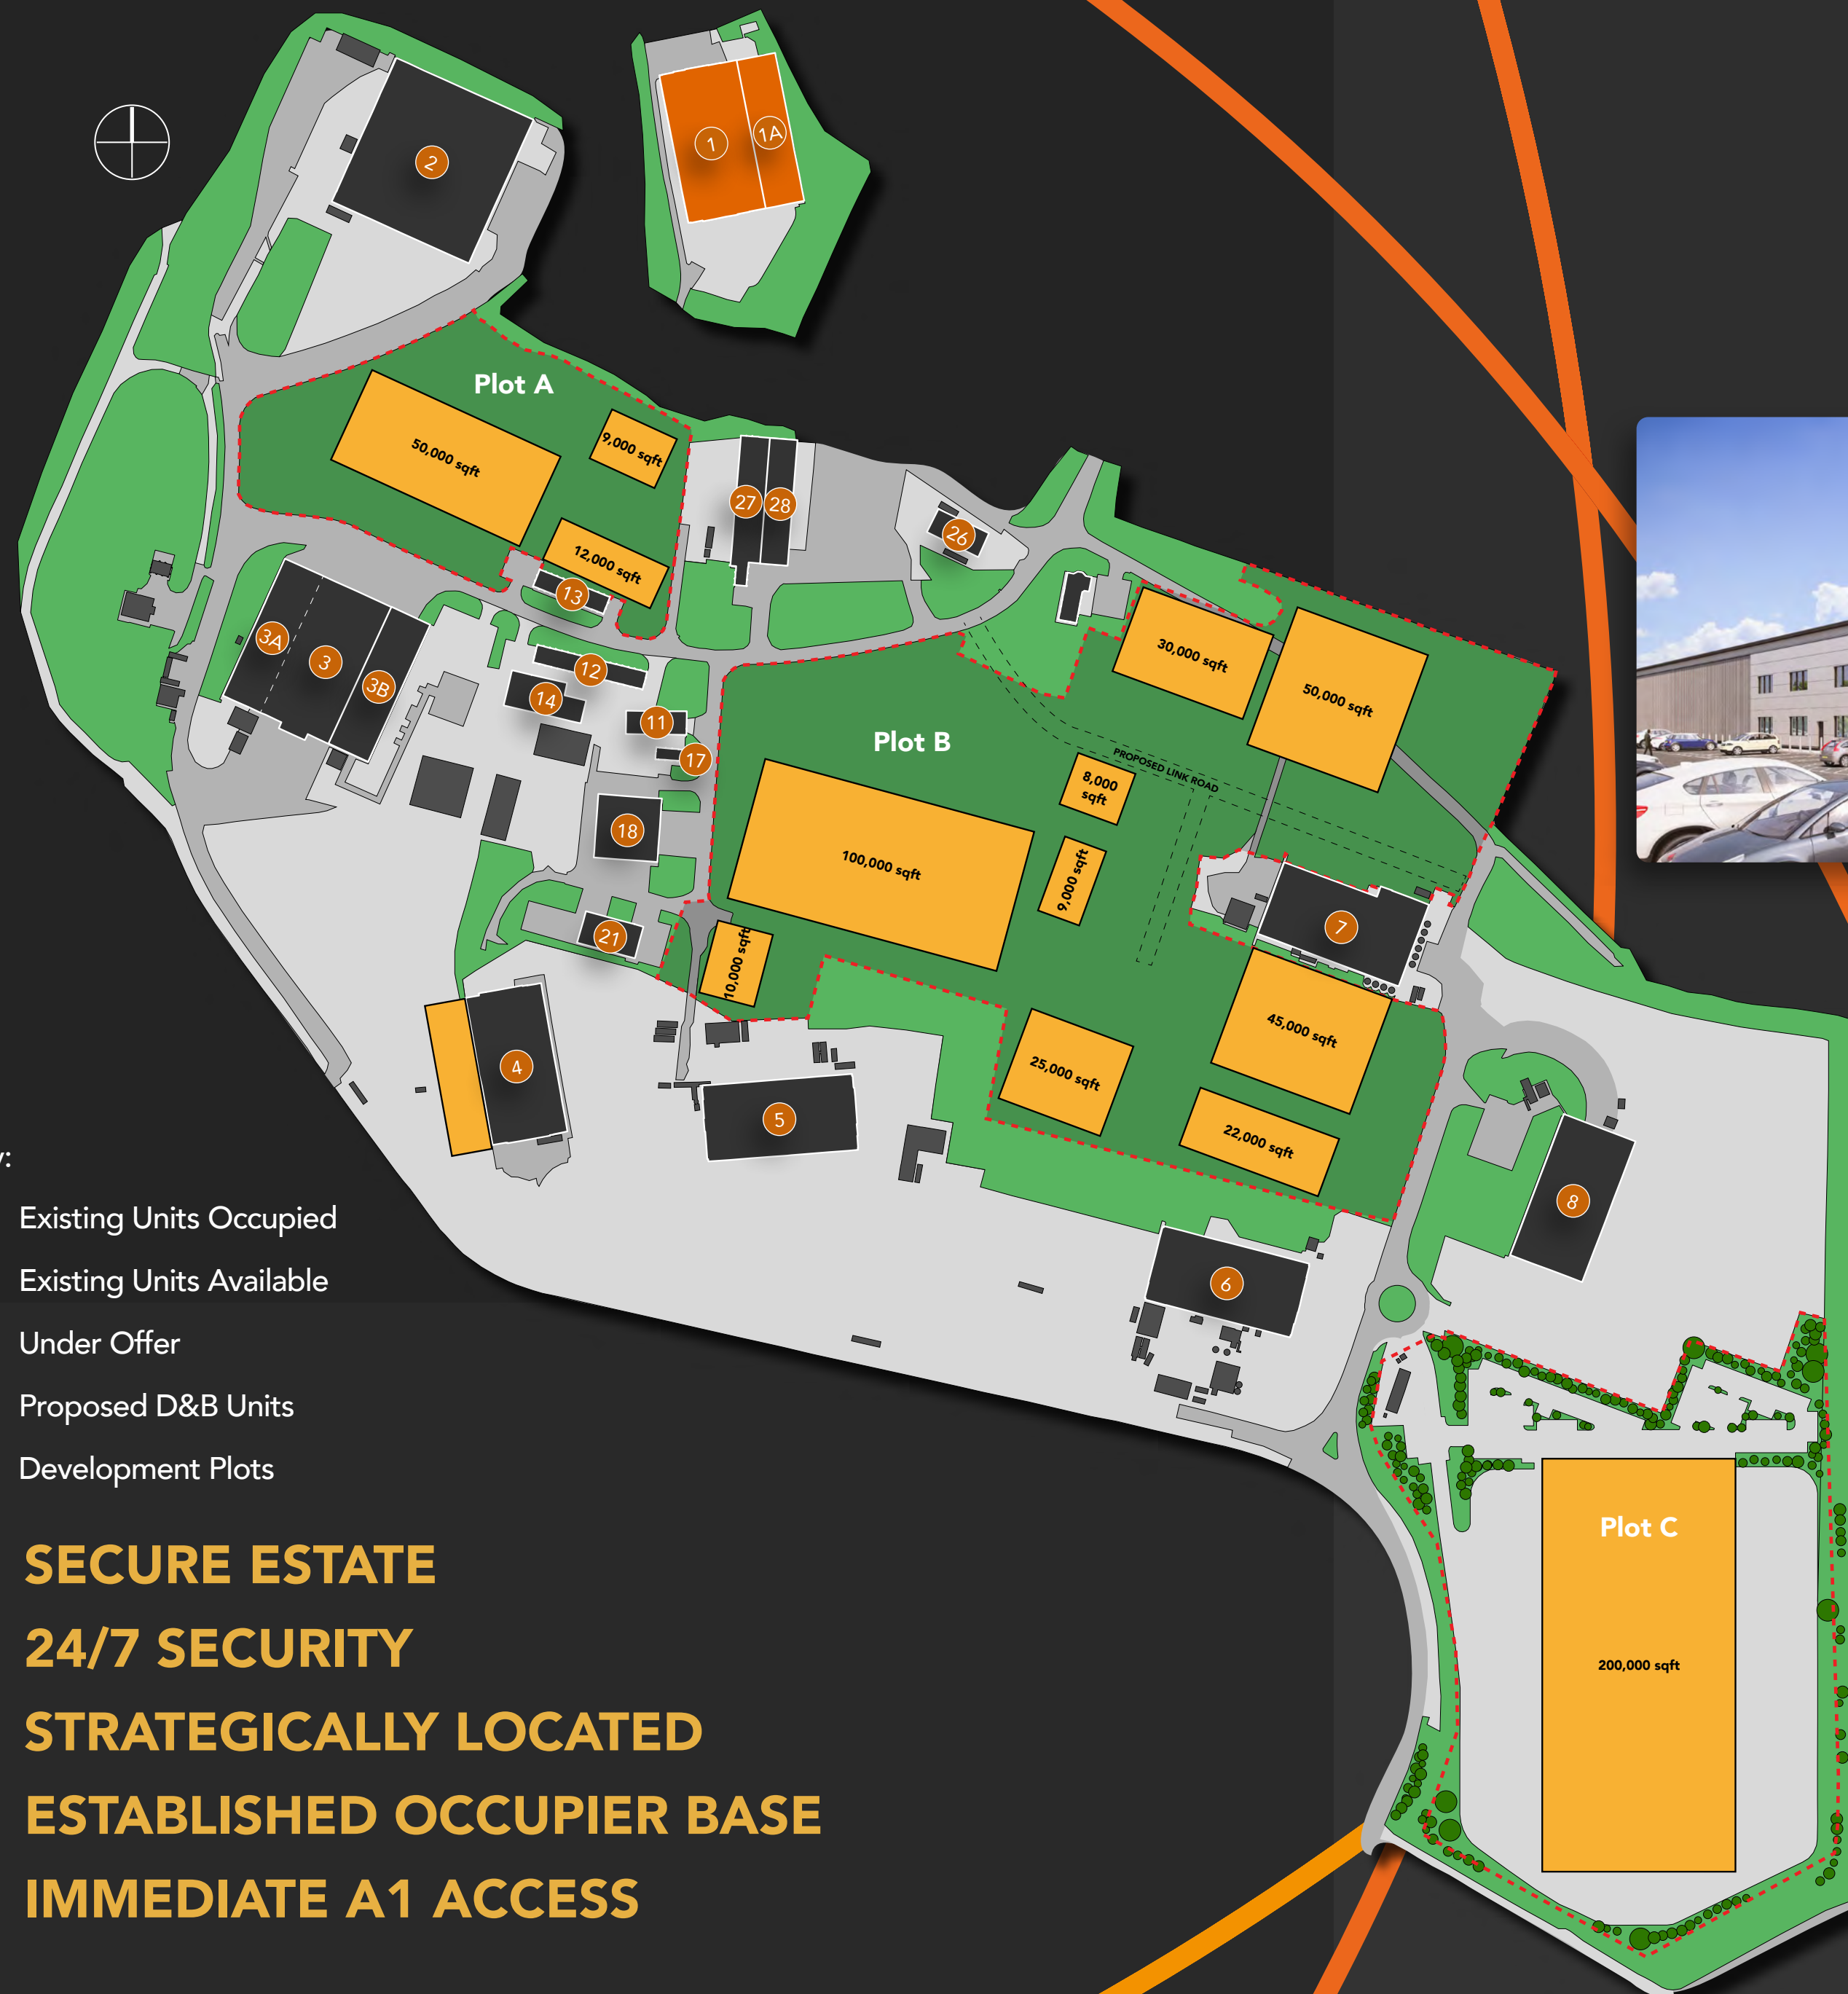 1
1A
2
Plot A
50,000 sqft
9,000 sqft
12,000 sqft
27
28
26
13
3A
3
3B
12
14
11
17
18
21
30,000 sqft
50,000 sqft
Plot B
PROPOSED LINK ROAD
8,000
sqft
100,000 sqft
9,000 sqft
10,000 sqft
7
45,000 sqft
25,000 sqft
22,000 sqft
4
5
8
6
y:
Existing Units Occupied
Existing Units Available
Under Offer
Proposed D&B Units
Development Plots
Plot C
200,000 sqft
SECURE ESTATE
24/7 SECURITY
STRATEGICALLY LOCATED
ESTABLISHED OCCUPIER BASE
IMMEDIATE A1 ACCESS